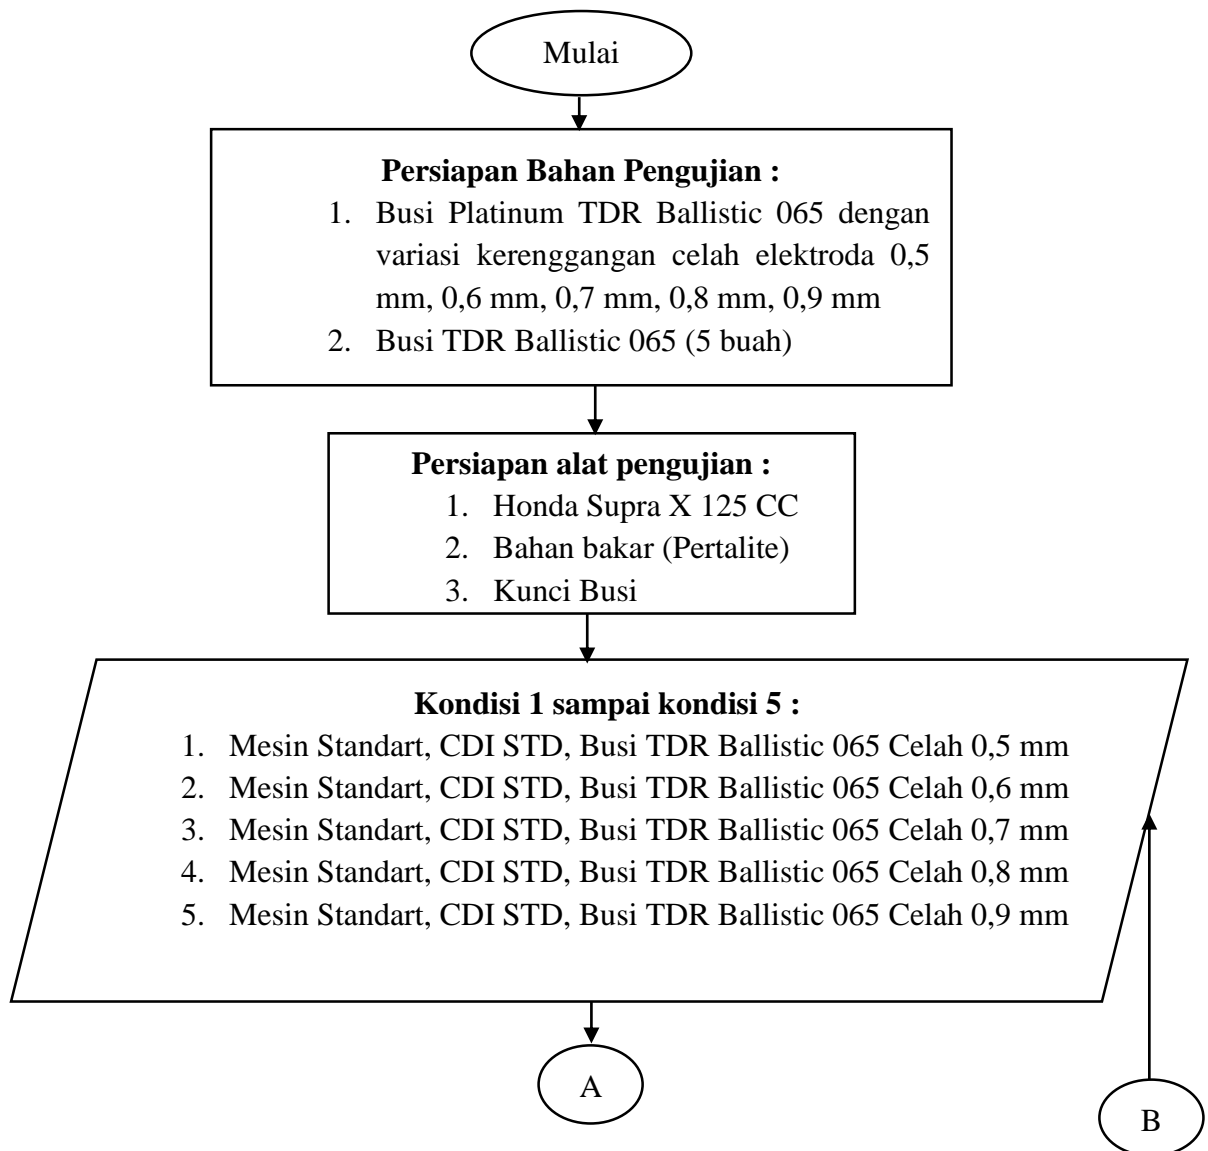 Mulai
Persiapan Bahan Pengujian :
1. Busi Platinum TDR Ballistic 065 dengan
variasi kerenggangan celah elektroda 0,5
mm, 0,6 mm, 0,7 mm, 0,8 mm, 0,9 mm
2. Busi TDR Ballistic 065 (5 buah)
Persiapan alat pengujian :
1. Honda Supra X 125 CC
2. Bahan bakar (Pertalite)
3. Kunci Busi
Kondisi 1 sampai kondisi 5 :
1. Mesin Standart, CDI STD, Busi TDR Ballistic 065 Celah 0,5 mm
2. Mesin Standart, CDI STD, Busi TDR Ballistic 065 Celah 0,6 mm
3. Mesin Standart, CDI STD, Busi TDR Ballistic 065 Celah 0,7 mm
4. Mesin Standart, CDI STD, Busi TDR Ballistic 065 Celah 0,8 mm
5. Mesin Standart, CDI STD, Busi TDR Ballistic 065 Celah 0,9 mm
A
B